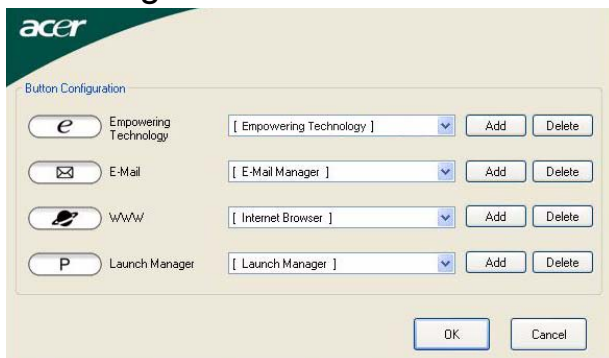 acer
Button Configuration
e Empowering Technology [ Empowering Technology ] Add Delete
E-Mail [ E-Mail Manager ] Add Delete
WWW [ Internet Browser ] Add Delete
P Launch Manager [ Launch Manager ] Add Delete
OK Cancel